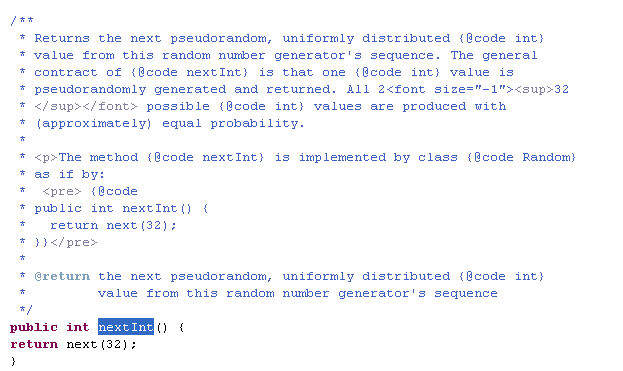 /**
 * Returns the next pseudorandom, uniformly distributed {@code int}
 * value from this random number generator's sequence. The general
 * contract of {@code nextInt} is that one {@code int} value is
 * pseudorandomly generated and returned. All 2<font size="-1"><sup>32
 * </sup></font> possible {@code int} values are produced with
 * (approximately) equal probability.
 *
 * <p>The method {@code nextInt} is implemented by class {@code Random}
 * as if by:
 *  <pre> {@code
 * public int nextInt() {
 *   return next(32);
 * }}</pre>
 *
 * @return the next pseudorandom, uniformly distributed {@code int}
 *         value from this random number generator's sequence
 */
public int nextInt() {
return next(32);
}